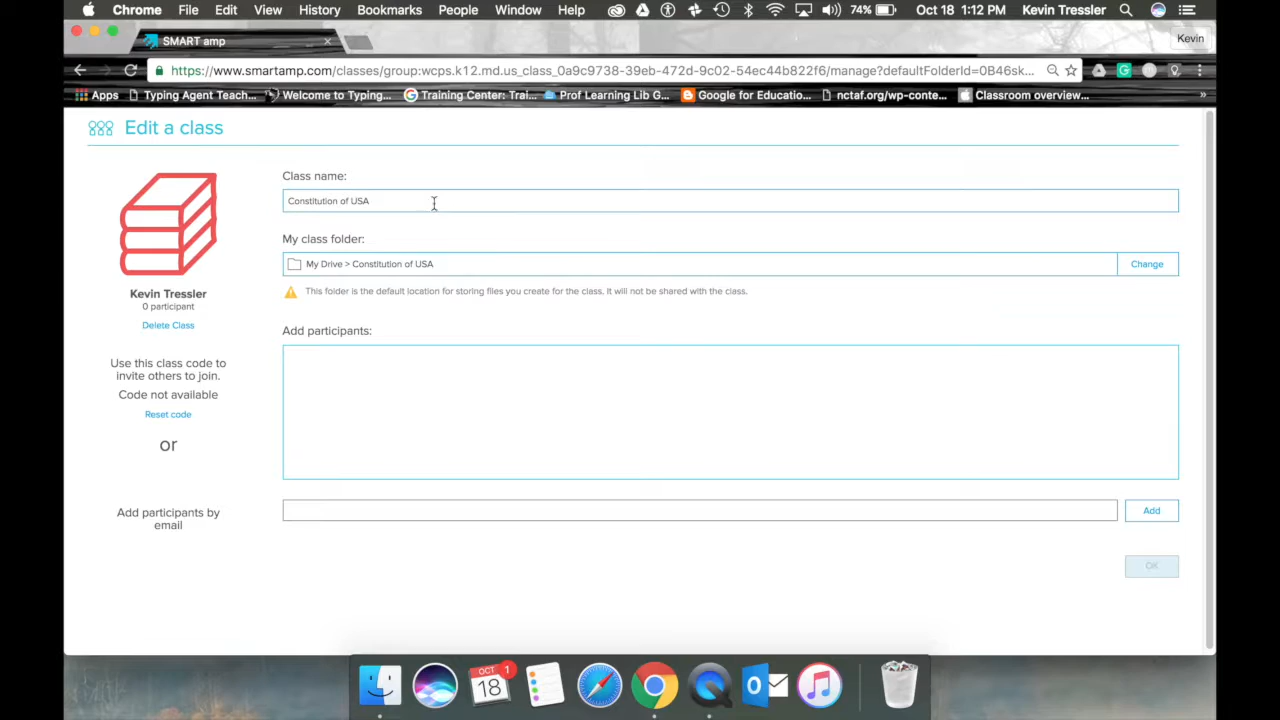 Chrome File Edit View History Bookmarks People Window Help 74% Oct 18 1:12 PM Kevin Tressler
SMART amp
Kevin
https://www.smartamp.com/classes/group:wcps.k12.md.us_class_0a9c9738-39eb-472d-9c02-54ec44b822f6/manage?defaultFolderId=0B46sk...
Apps Typing Agent Teach... Welcome to Typing... Training Center: Trai... Prof Learning Lib G... Google for Educatio... nctaf.org/wp-conte... Classroom overview... »
Edit a class
Class name:
Constitution of USA
My class folder:
My Drive > Constitution of USA Change
This folder is the default location for storing files you create for the class. It will not be shared with the class.
Kevin Tressler
0 participant
Delete Class
Add participants:
Use this class code to
invite others to join.
Code not available
Reset code
or
Add participants by
email
Add
OK
OCT
18
1